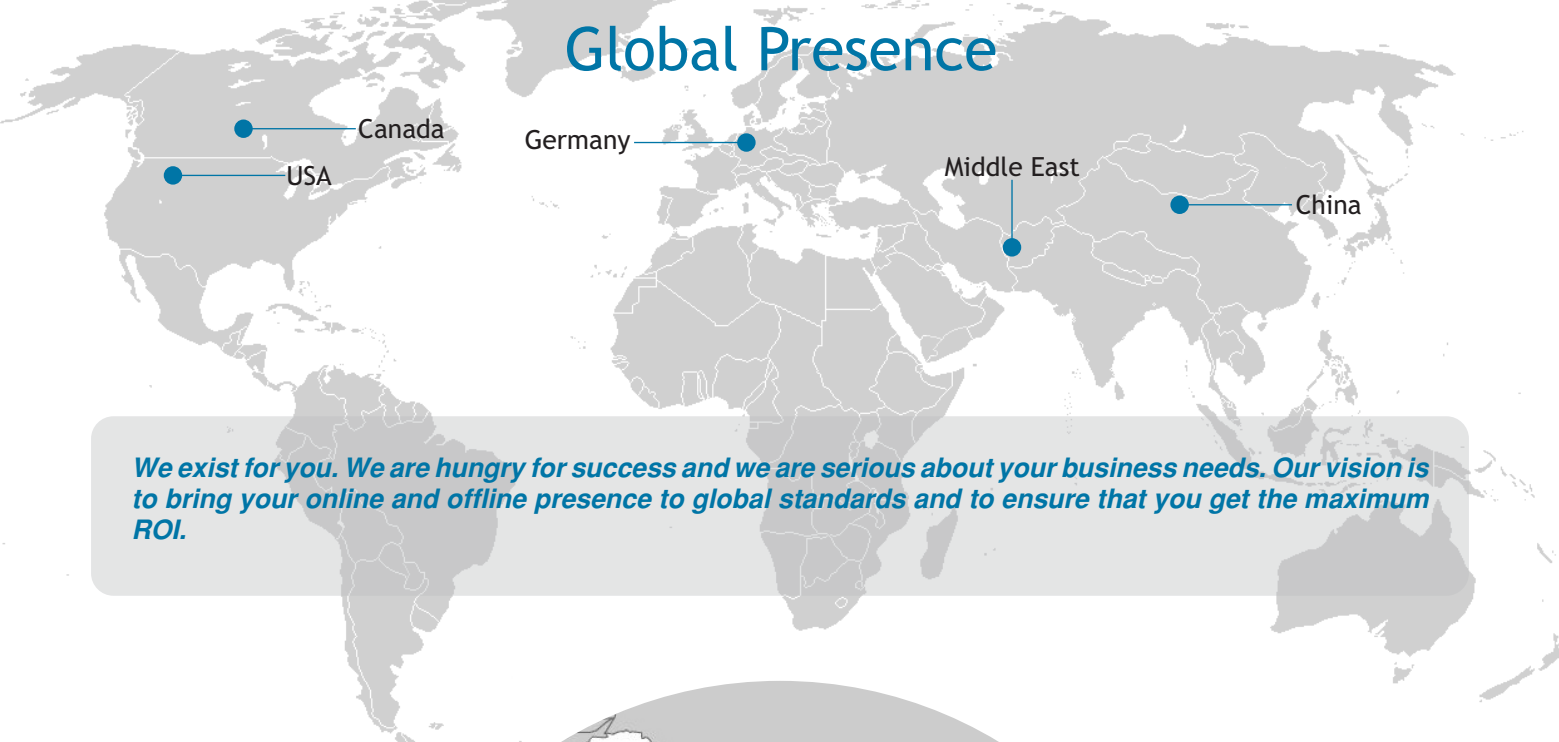 Global Presence
Canada
Germany
USA
Middle East
China
We exist for you. We are hungry for success and we are serious about your business needs. Our vision is
to bring your online and offline presence to global standards and to ensure that you get the maximum
ROI.